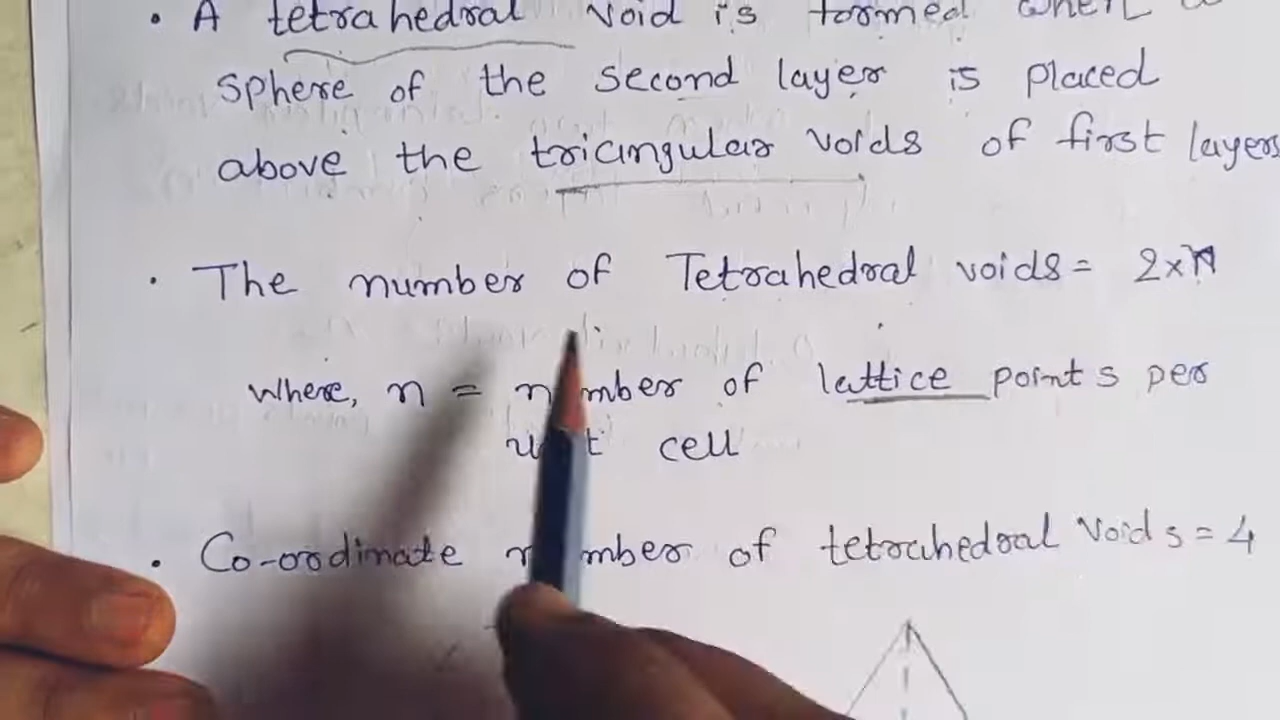 • A tetrahedral void is formed when a
sphere of the second layer is placed
above the triangular voids of first layers
• The number of Tetrahedral voids = 2×n
where, n = number of lattice points per
unit cell
• Co-ordinate number of tetrahedral voids = 4